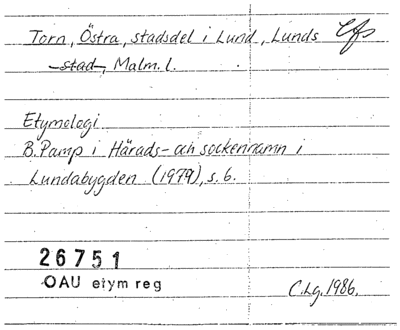 Torn, Östra, stadsdel i Lund, Lunds
stad, Malm. l.
Etymologi
B. Pamp i Härads- och sockennamn i
Lundabygden (1979), s. 6.
26751
OAU etym reg
C. Lg. 1986.